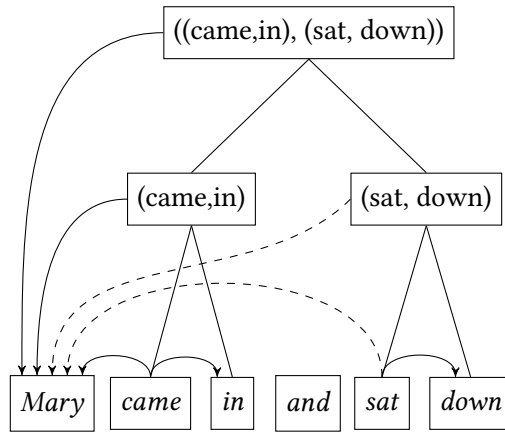 ((came,in), (sat, down))
(came,in) (sat, down)
Mary came in and sat down